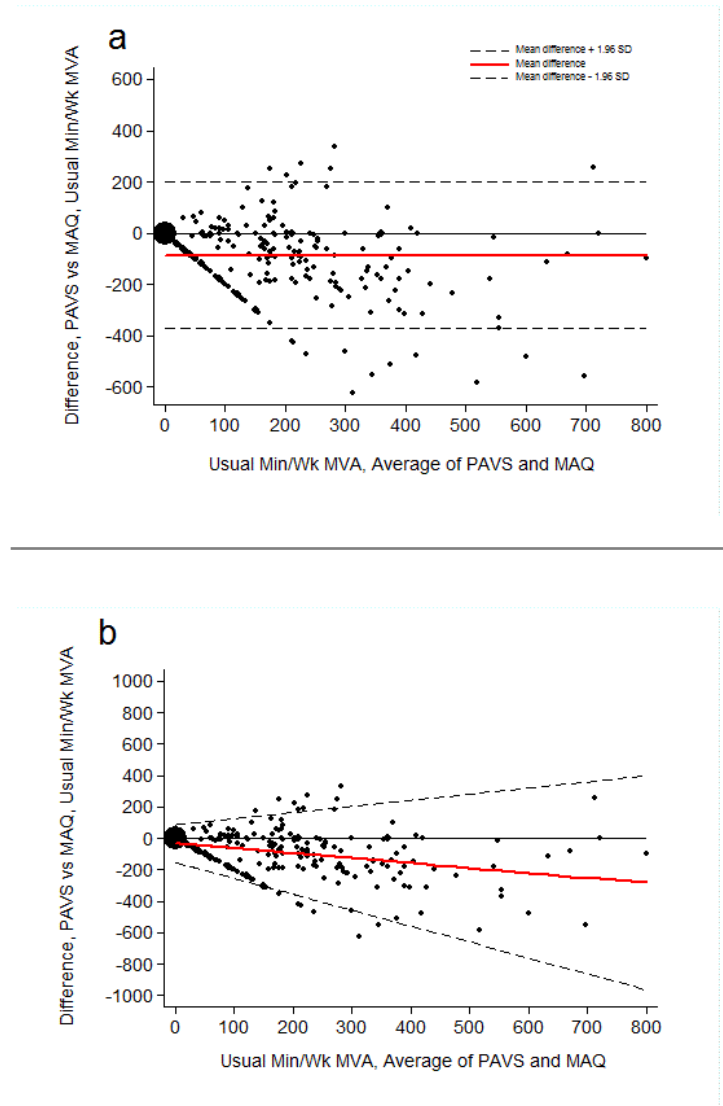 a
Mean difference + 1.96 SD
Mean difference
Mean difference - 1.96 SD
Difference, PAVS vs MAQ, Usual Min/Wk MVA
600
400
200
0
-200
-400
-600
0 100 200 300 400 500 600 700 800
Usual Min/Wk MVA, Average of PAVS and MAQ
b
Difference, PAVS vs MAQ, Usual Min/Wk MVA
1000
800
600
400
200
0
-200
-400
-600
-800
-1000
0 100 200 300 400 500 600 700 800
Usual Min/Wk MVA, Average of PAVS and MAQ